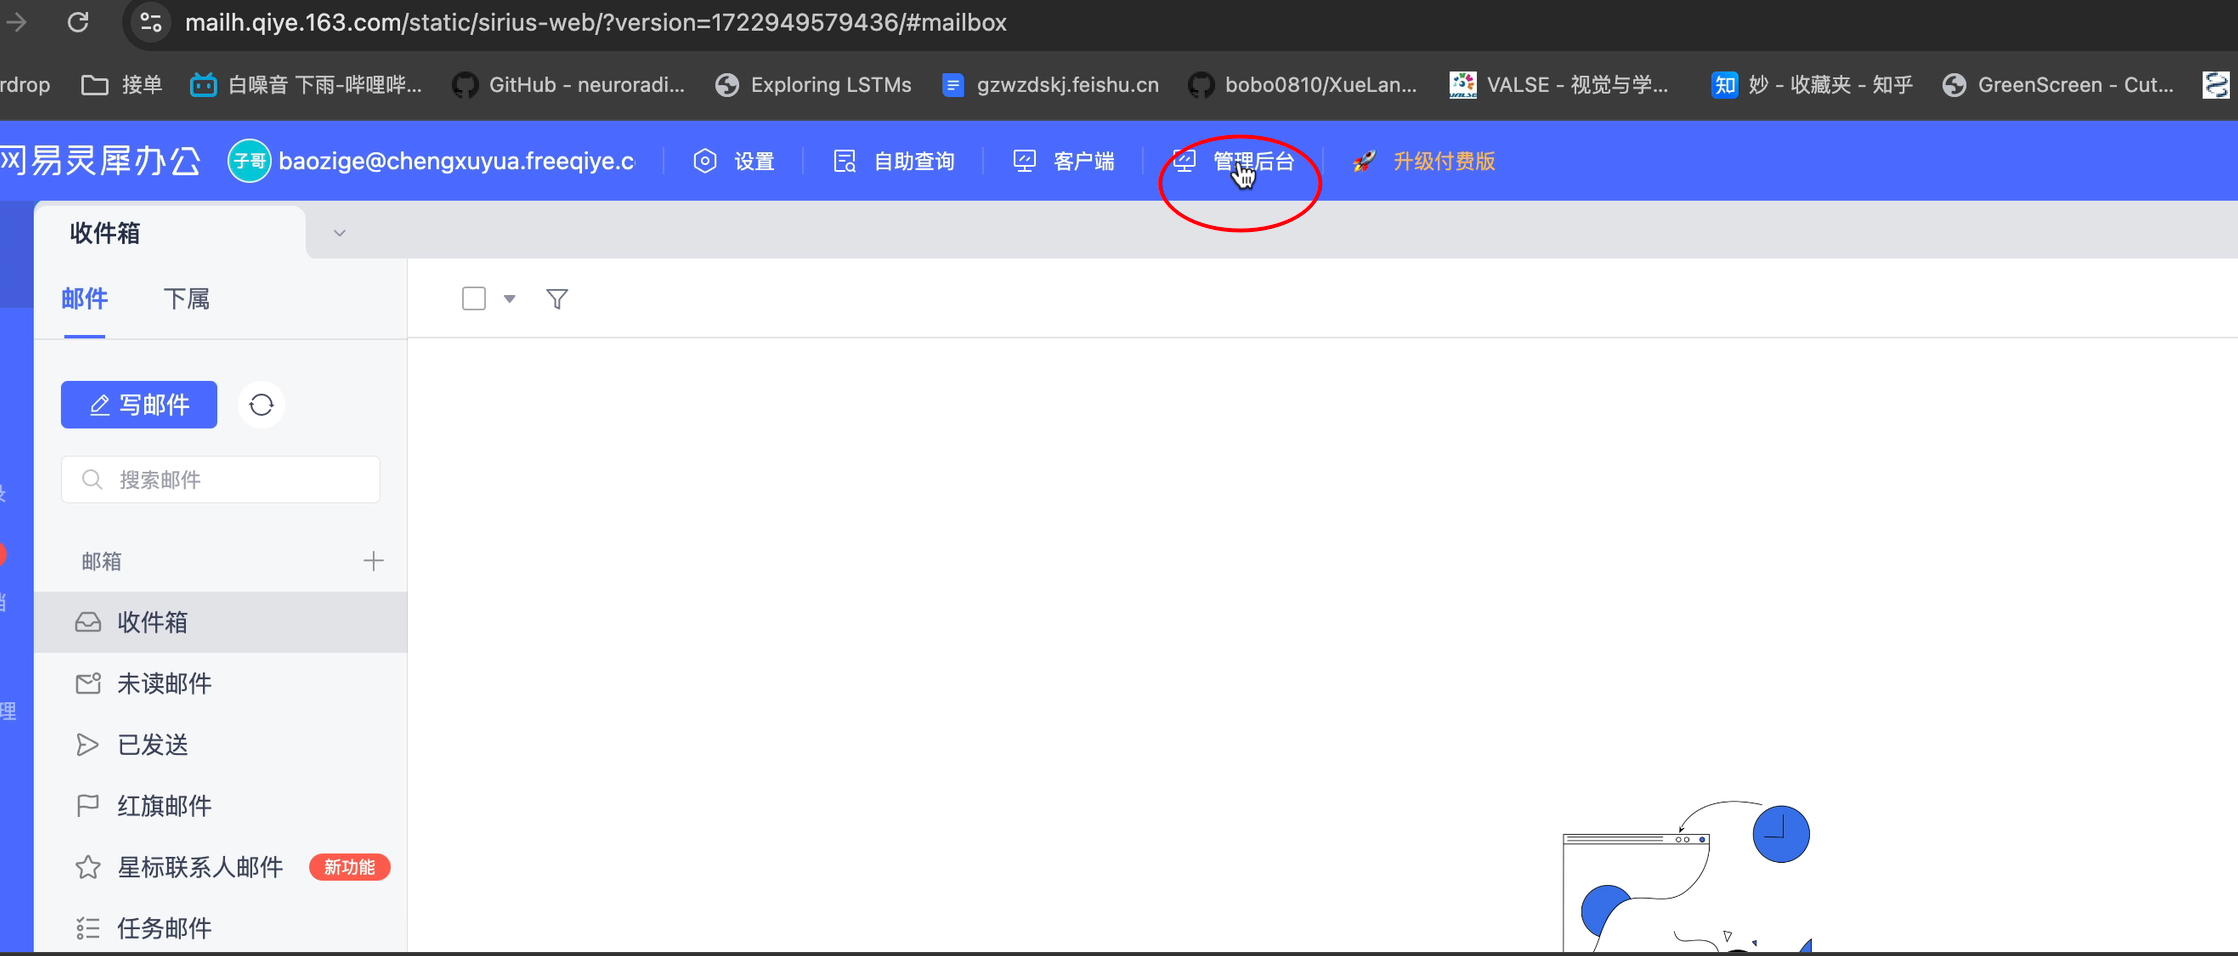 mailh.qiye.163.com/static/sirius-web/?version=1722949579436/#mailbox
rdrop 接单 白噪音 下雨-哔哩哔... GitHub - neuroradi... Exploring LSTMs gzwzdskj.feishu.cn bobo0810/XueLan... VALSE - 视觉与学... 知 妙 - 收藏夹 - 知乎 GreenScreen - Cut...
网易灵犀办公 子哥 baozige@chengxuyua.freeqiye.c 设置 自助查询 客户端 管理后台 升级付费版
收件箱
邮件 下属
写邮件
搜索邮件
邮箱
收件箱
未读邮件
理
已发送
红旗邮件
星标联系人邮件 新功能
任务邮件